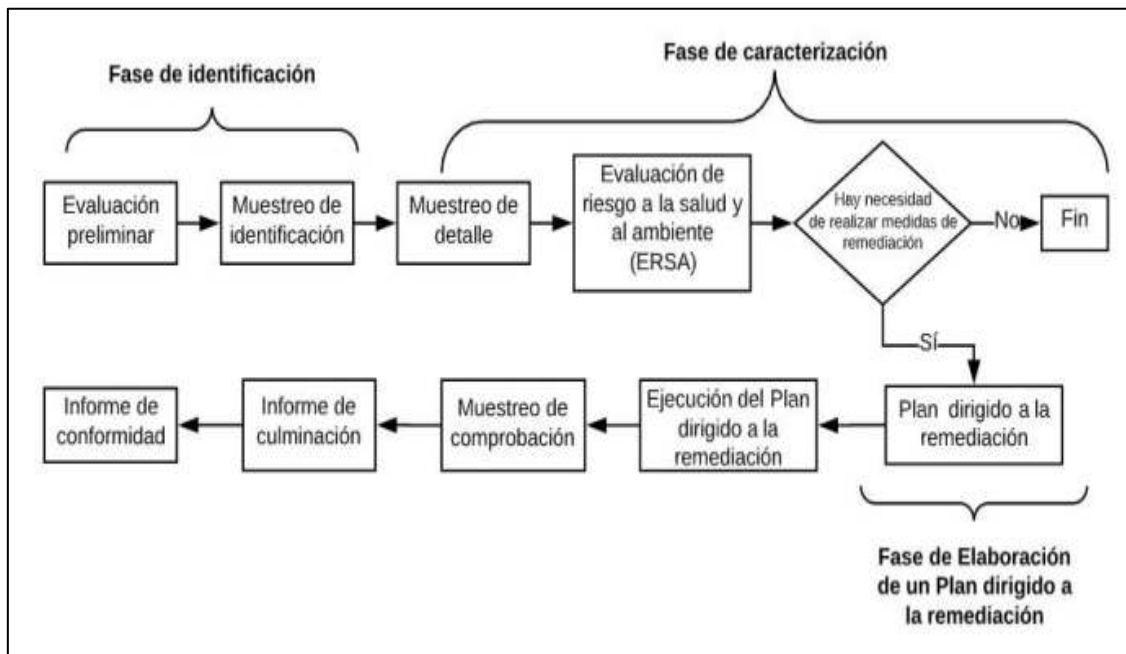 Fase de identificación
Fase de caracterización
Evaluación
preliminar
Muestreo de
identificación
Muestreo de
detalle
Evaluación de
riesgo a la salud y
al ambiente
(ERSA)
Hay necesidad
de realizar medidas de
remediación
No
Fin
Sí
Informe de
conformidad
Informe de
culminación
Muestreo de
comprobación
Ejecución del Plan
dirigido a la
remediación
Plan dirigido a la
remediación
Fase de Elaboración
de un Plan dirigido a
la remediación